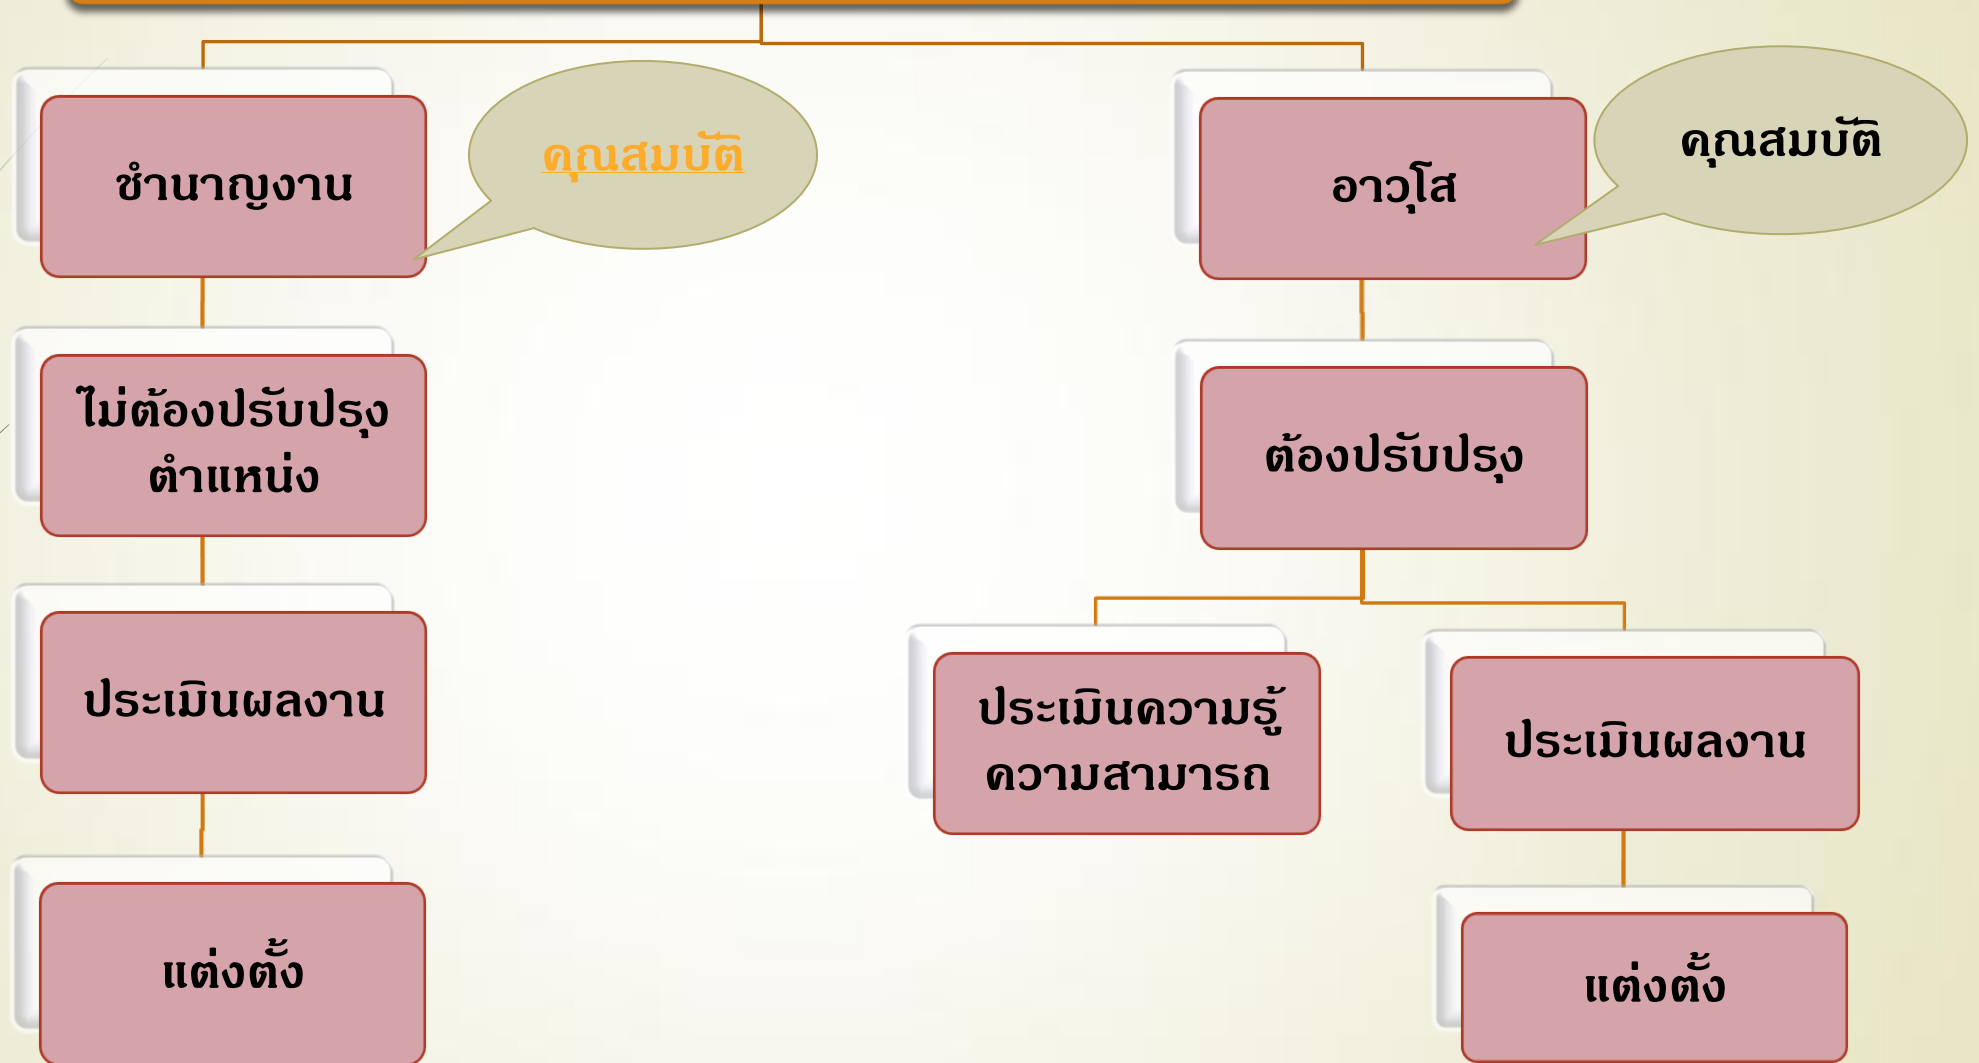 ชำนาญงาน
คุณสมบัติ
ไม่ต้องปรับปรุง
ตำแหน่ง
ประเมินผลงาน
แต่งตั้ง
อาวุโส
คุณสมบัติ
ต้องปรับปรุง
ประเมินความรู้
ความสามารถ
ประเมินผลงาน
แต่งตั้ง